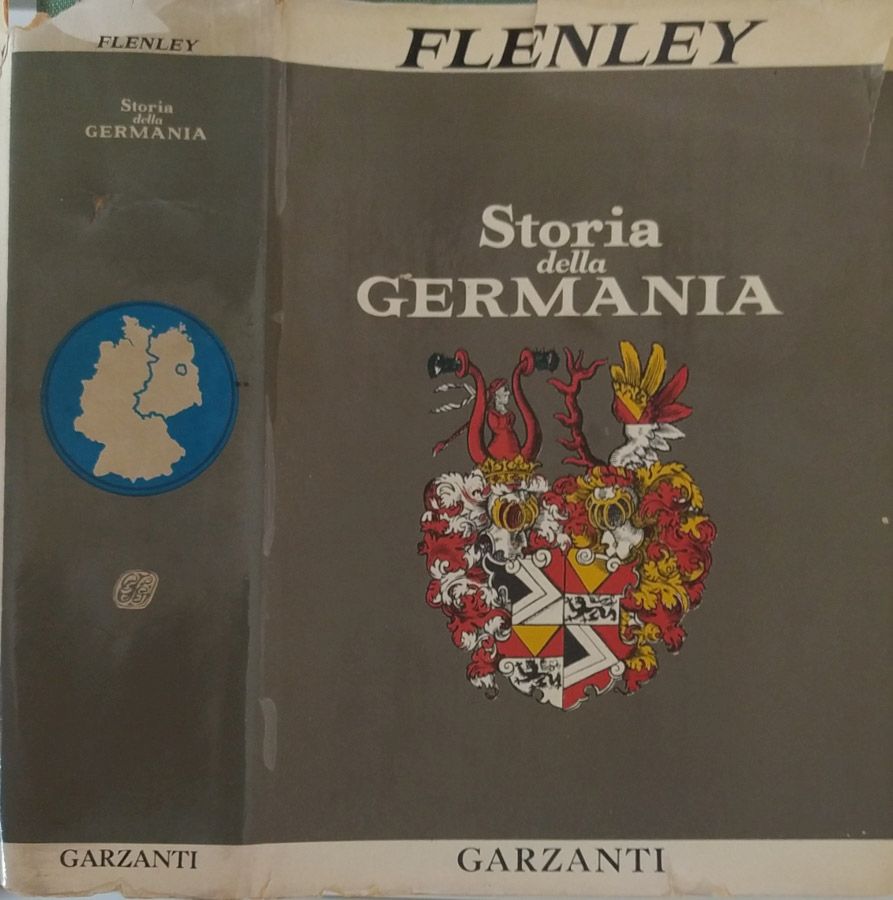 FLENLEY
Storia
della
GERMANIA
GARZANTI
FLENLEY
Storia
della
GERMANIA
GARZANTI